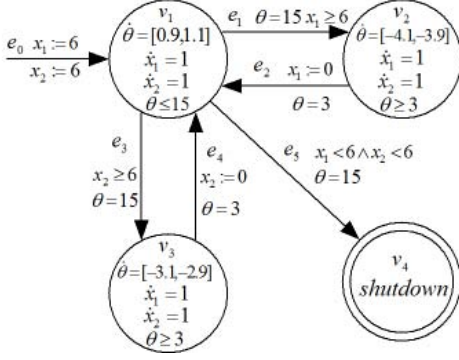 e₀ x₁:=6
x₂:=6
v₁
θ̇=[0.9,1.1]
ẋ₁ = 1
ẋ₂ = 1
θ≤15
e₁ θ=15 x₁≥6
e₂ x₁:=0
θ=3
v₂
θ̇=[−4.1,−3.9]
ẋ₁ = 1
ẋ₂ = 1
θ≥3
e₃
x₂≥6
θ=15
e₄
x₂:=0
θ=3
e₅ x₁<6∧x₂<6
θ=15
v₃
θ̇=[−3.1,−2.9]
ẋ₁ = 1
ẋ₂ = 1
θ≥3
v₄
shutdown